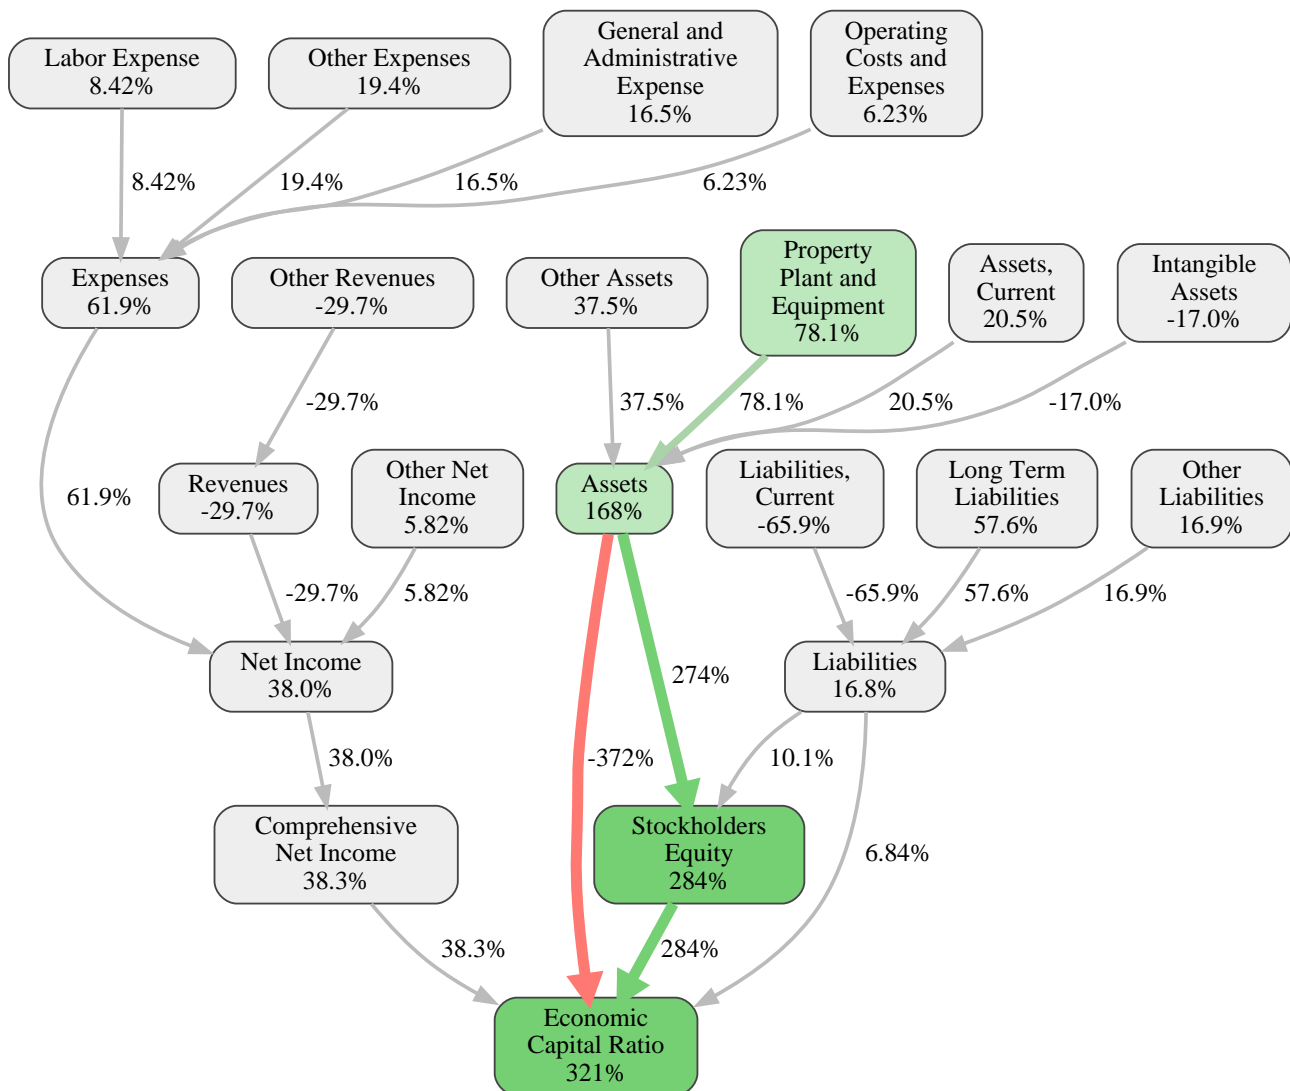 Labor Expense
8.42%
Other Expenses
19.4%
General and
Administrative
Expense
16.5%
Operating
Costs and
Expenses
6.23%
8.42%
19.4%
16.5%
6.23%
Expenses
61.9%
Other Revenues
-29.7%
Other Assets
37.5%
Property
Plant and
Equipment
78.1%
Assets,
Current
20.5%
Intangible
Assets
-17.0%
-29.7%
37.5%
78.1%
20.5%
-17.0%
61.9%
Revenues
-29.7%
Other Net
Income
5.82%
Assets
168%
Liabilities,
Current
-65.9%
Long Term
Liabilities
57.6%
Other
Liabilities
16.9%
-29.7%
5.82%
-65.9%
57.6%
16.9%
Net Income
38.0%
274%
Liabilities
16.8%
38.0%
-372%
10.1%
Comprehensive
Net Income
38.3%
Stockholders
Equity
284%
6.84%
38.3%
284%
Economic
Capital Ratio
321%